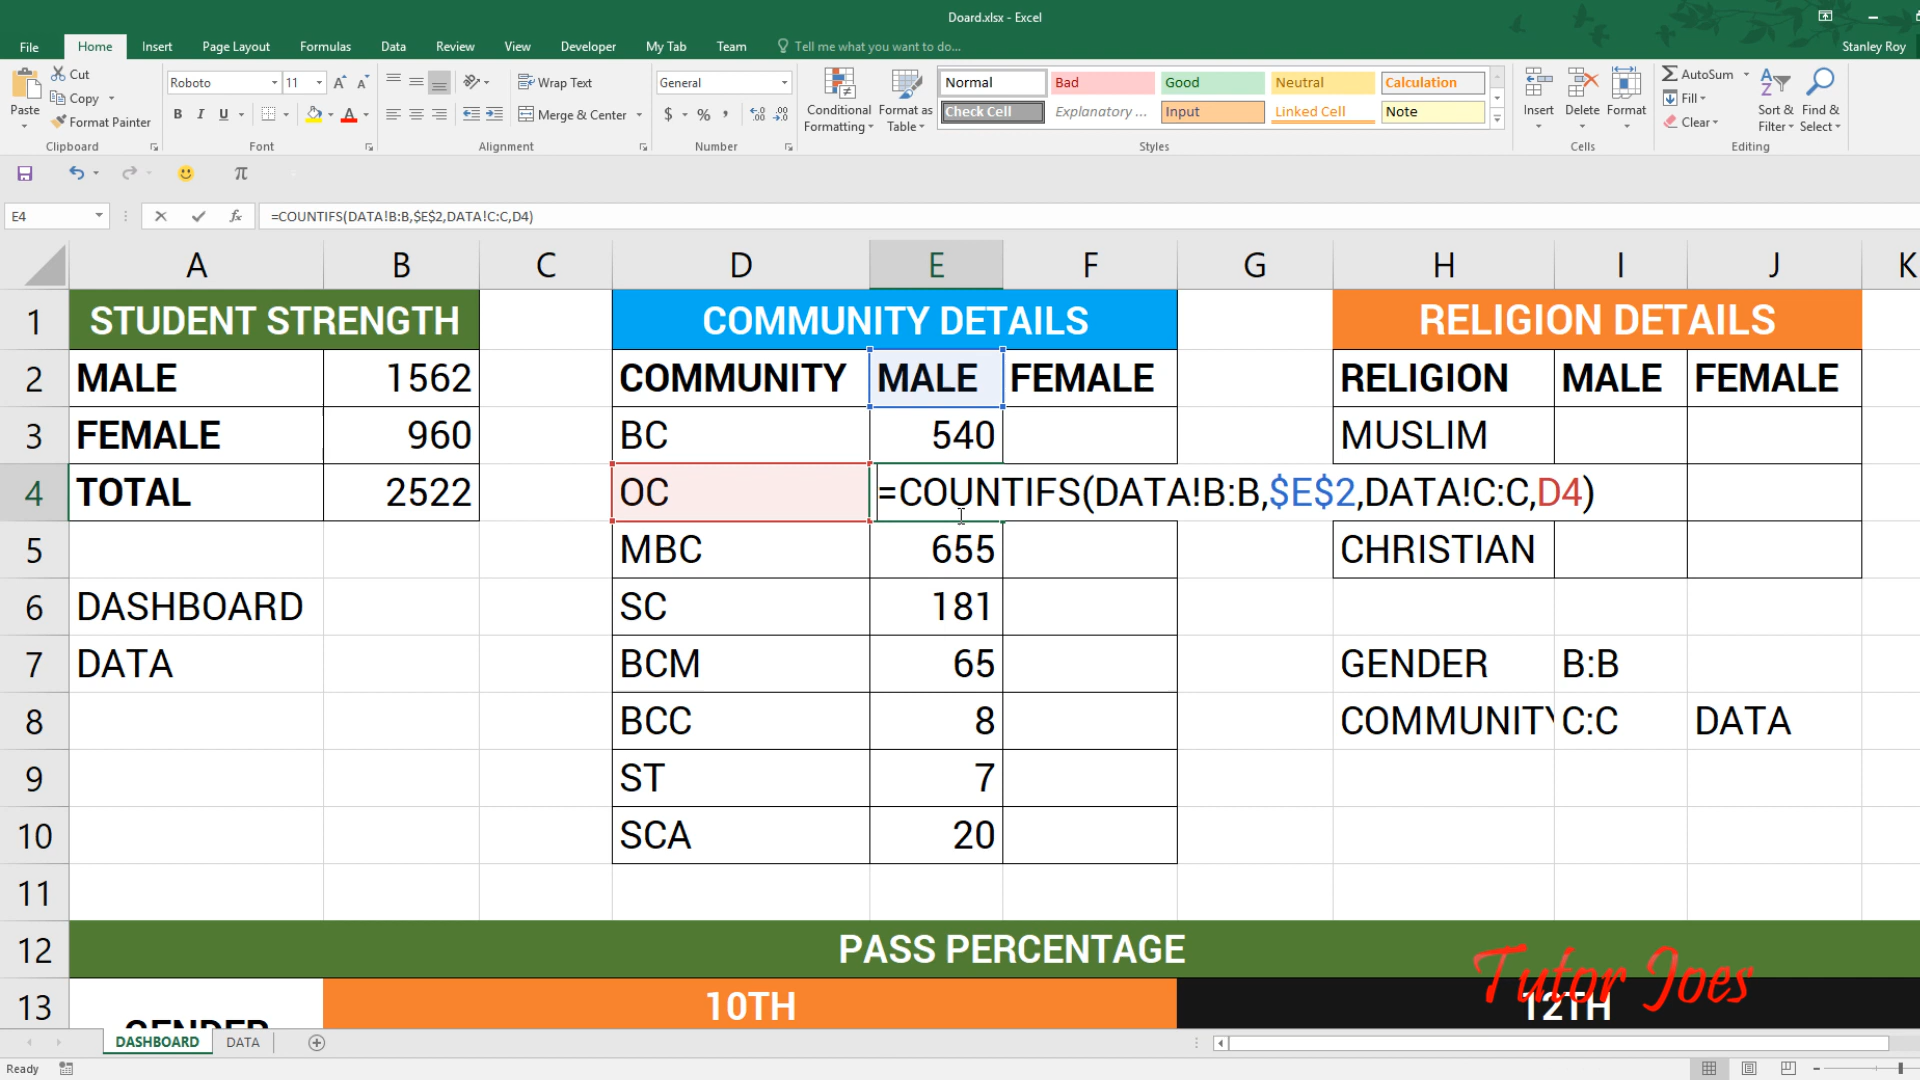 Doard.xlsx - Excel
File Home Insert Page Layout Formulas Data Review View Developer My Tab Team Tell me what you want to do... Stanley Roy
Paste
Cut
Copy
Format Painter
Clipboard
Roboto 11
B I U
Font
Wrap Text
Merge & Center
Alignment
General
$ % ,
Number
Conditional Formatting
Format as Table
Normal Bad Good Neutral Calculation
Check Cell Explanatory ... Input Linked Cell Note
Styles
Insert Delete Format
Cells
AutoSum
Fill
Clear
Sort & Filter
Find & Select
Editing
E4 fx =COUNTIFS(DATA!B:B,$E$2,DATA!C:C,D4)
A B C D E F G H I J K
1 STUDENT STRENGTH COMMUNITY DETAILS RELIGION DETAILS
2 MALE 1562 COMMUNITY MALE FEMALE RELIGION MALE FEMALE
3 FEMALE 960 BC 540 MUSLIM
4 TOTAL 2522 OC =COUNTIFS(DATA!B:B,$E$2,DATA!C:C,D4)
5 MBC 655 CHRISTIAN
6 DASHBOARD SC 181
7 DATA BCM 65 GENDER B:B
8 BCC 8 COMMUNITY C:C DATA
9 ST 7
10 SCA 20
11
12 PASS PERCENTAGE
13 GENDER 10TH 12TH
Tutor Joes
DASHBOARD DATA
Ready